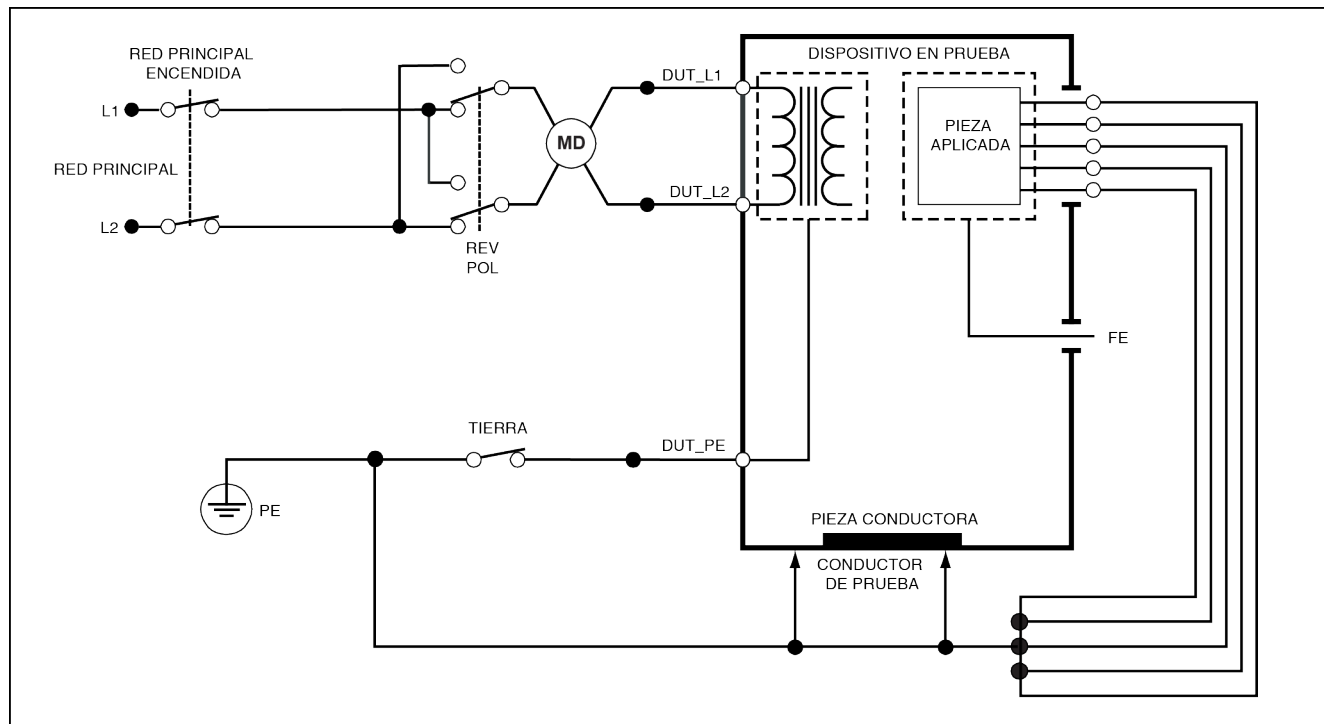 RED PRINCIPAL
ENCENDIDA
L1
RED PRINCIPAL
L2
REV
POL
MD
DUT_L1
DUT_L2
DISPOSITIVO EN PRUEBA
PIEZA
APLICADA
FE
TIERRA
DUT_PE
PE
PIEZA CONDUCTORA
CONDUCTOR
DE PRUEBA